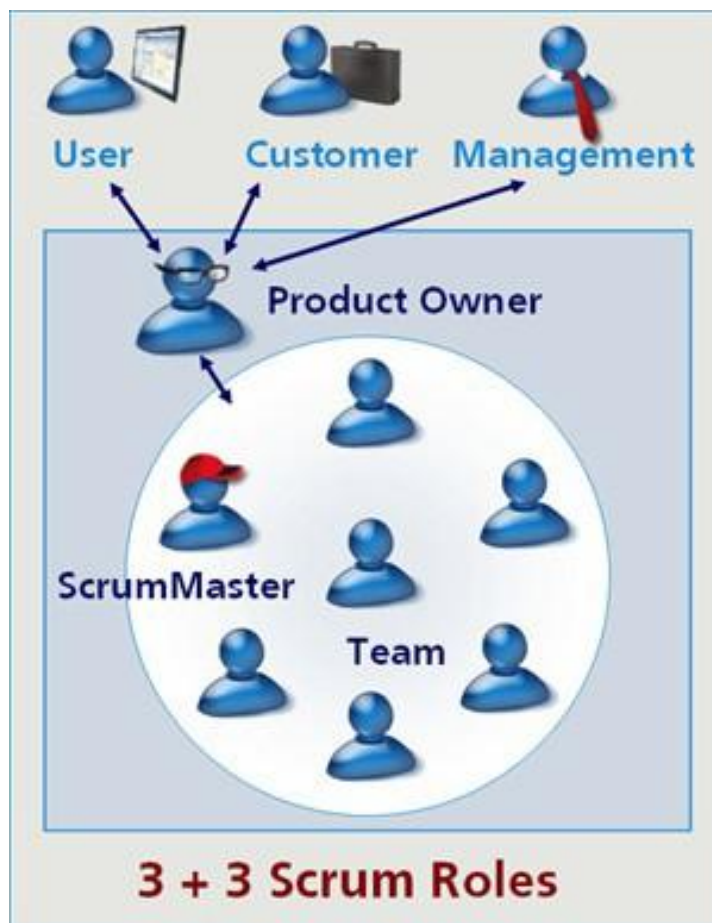 User
Customer
Management
Product Owner
ScrumMaster
Team
3 + 3 Scrum Roles